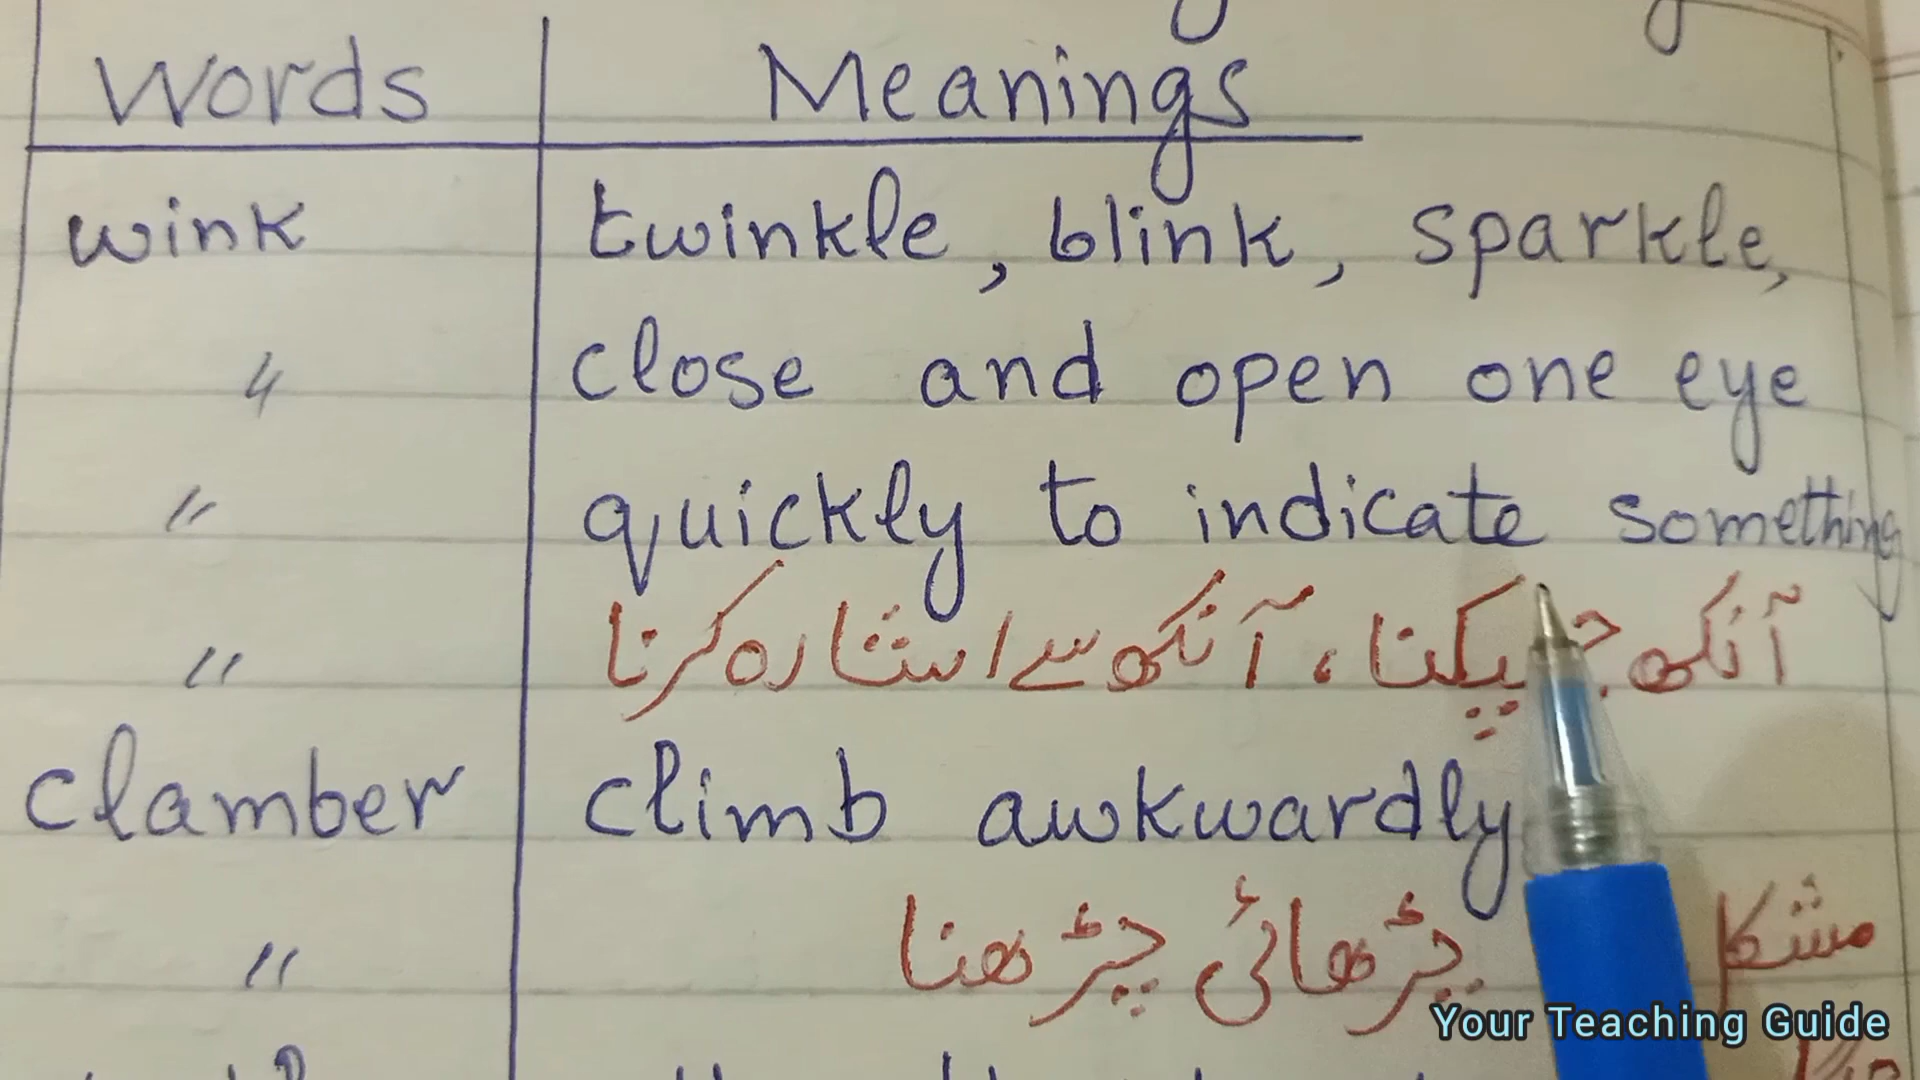 Words Meanings
wink twinkle, blink, sparkle,
" close and open one eye
" quickly to indicate something
" آنکھ جھپکنا، آنکھ سے اشارہ کرنا
clamber climb awkwardly
" مشکل چڑھائی چڑھنا
Your Teaching Guide